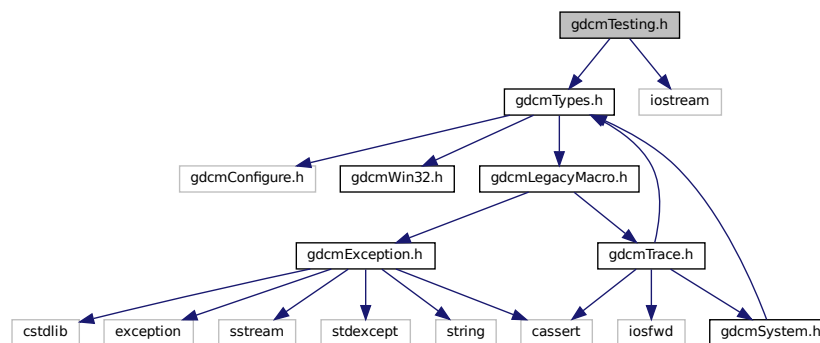 gdcmTesting.h
gdcmTypes.h
iostream
gdcmConfigure.h
gdcmWin32.h
gdcmLegacyMacro.h
gdcmException.h
gdcmTrace.h
cstdlib
exception
sstream
stdexcept
string
cassert
iosfwd
gdcmSystem.h